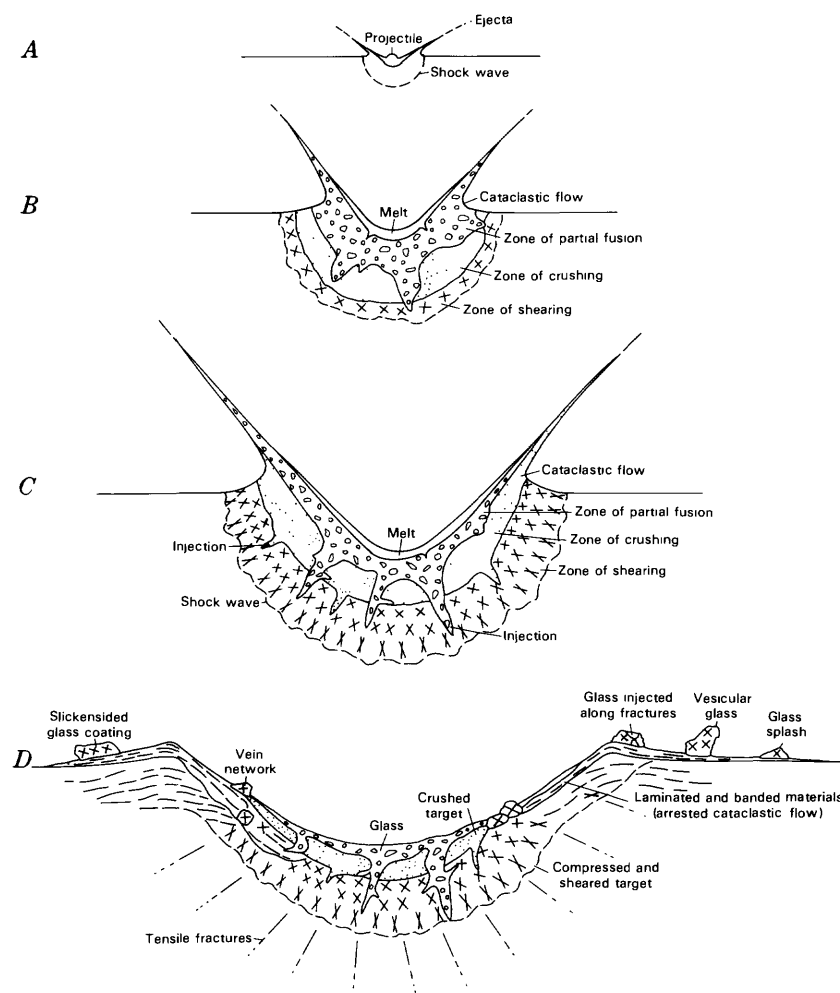 A
Ejecta
Projectile
Shock wave
B
Melt
Cataclastic flow
Zone of partial fusion
Zone of crushing
Zone of shearing
C
Cataclastic flow
Melt
Zone of partial fusion
Injection
Zone of crushing
Zone of shearing
Shock wave
Injection
D
Slickensided
glass coating
Vein
network
Glass injected
along fractures
Vesicular
glass
Glass
splash
Crushed
target
Glass
Laminated and banded materials
(arrested cataclastic flow)
Compressed and
sheared target
Tensile fractures